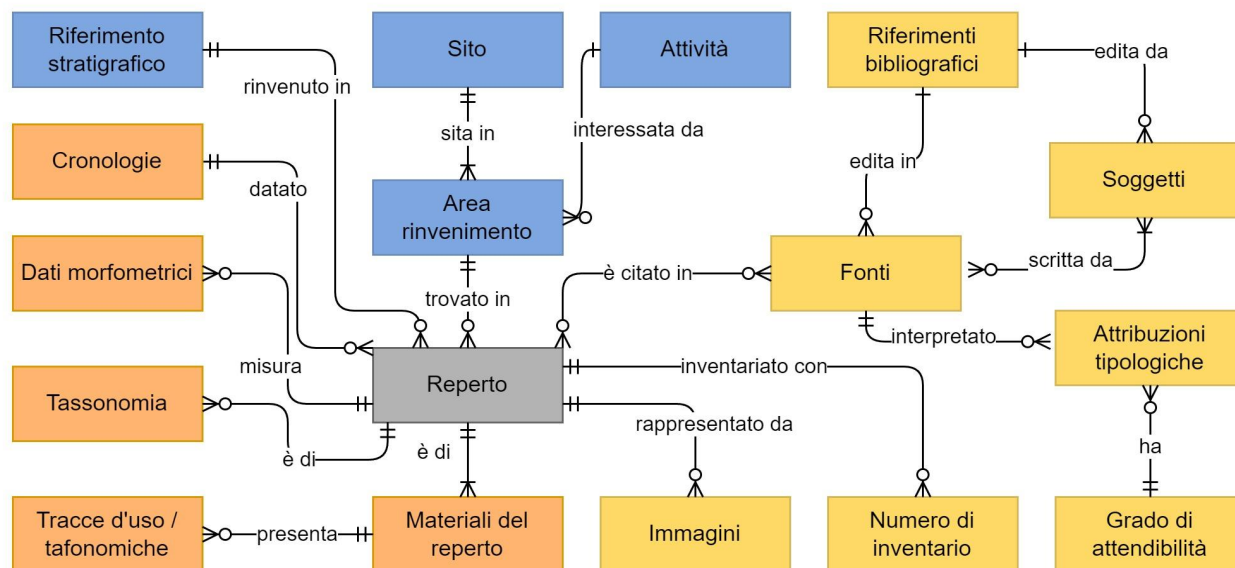 Riferimento
stratigrafico
Sito
Attività
Riferimenti
bibliografici
edita da
rinvenuto in
sita in
interessata da
edita in
Cronologie
datato
Area
rinvenimento
Soggetti
Dati morfometrici
trovato in
è citato in
Fonti
scritta da
misura
Reperto
interpretato
Attribuzioni
tipologiche
inventariato con
Tassonomia
è di
è di
rappresentato da
ha
Tracce d'uso /
tafonomiche
presenta
Materiali del
reperto
Immagini
Numero di
inventario
Grado di
attendibilità